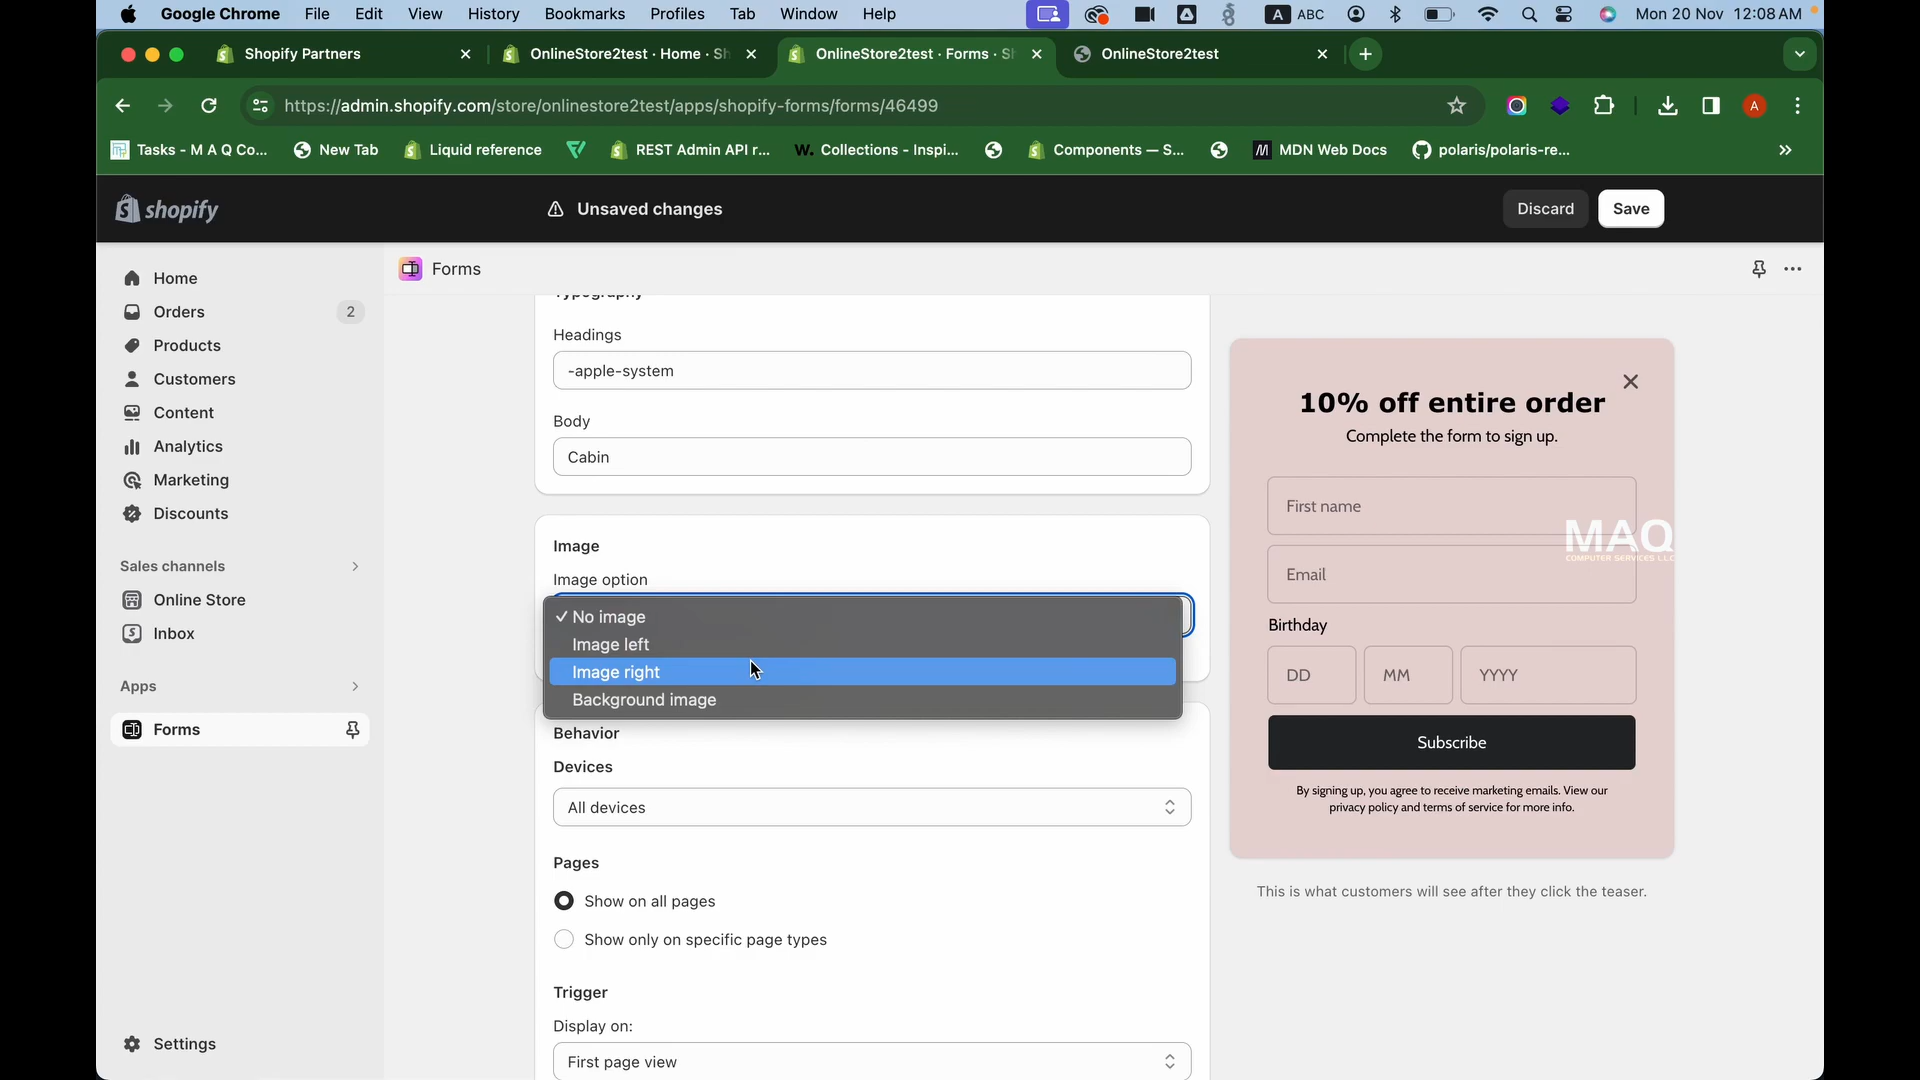 Google Chrome File Edit View History Bookmarks Profiles Tab Window Help A ABC Mon 20 Nov 12:08 AM
Shopify Partners OnlineStore2test · Home · Sh OnlineStore2test · Forms · Sh OnlineStore2test
https://admin.shopify.com/store/onlinestore2test/apps/shopify-forms/forms/46499 A
Tasks - M A Q Co... New Tab Liquid reference REST Admin API r... W. Collections - Inspi... Components — S... MDN Web Docs polaris/polaris-re...
shopify Unsaved changes Discard Save
Forms
Home
Orders 2
Products
Customers
Content
Analytics
Marketing
Discounts
Sales channels
Online Store
Inbox
Apps
Forms
Settings
Typography
Headings
-apple-system
Body
Cabin
Image
Image option
✓ No image
Image left
Image right
Background image
Behavior
Devices
All devices
Pages
Show on all pages
Show only on specific page types
Trigger
Display on:
First page view
10% off entire order
Complete the form to sign up.
First name
MAQ
COMPUTER SERVICES LLC
Email
Birthday
DD MM YYYY
Subscribe
By signing up, you agree to receive marketing emails. View our
privacy policy and terms of service for more info.
This is what customers will see after they click the teaser.